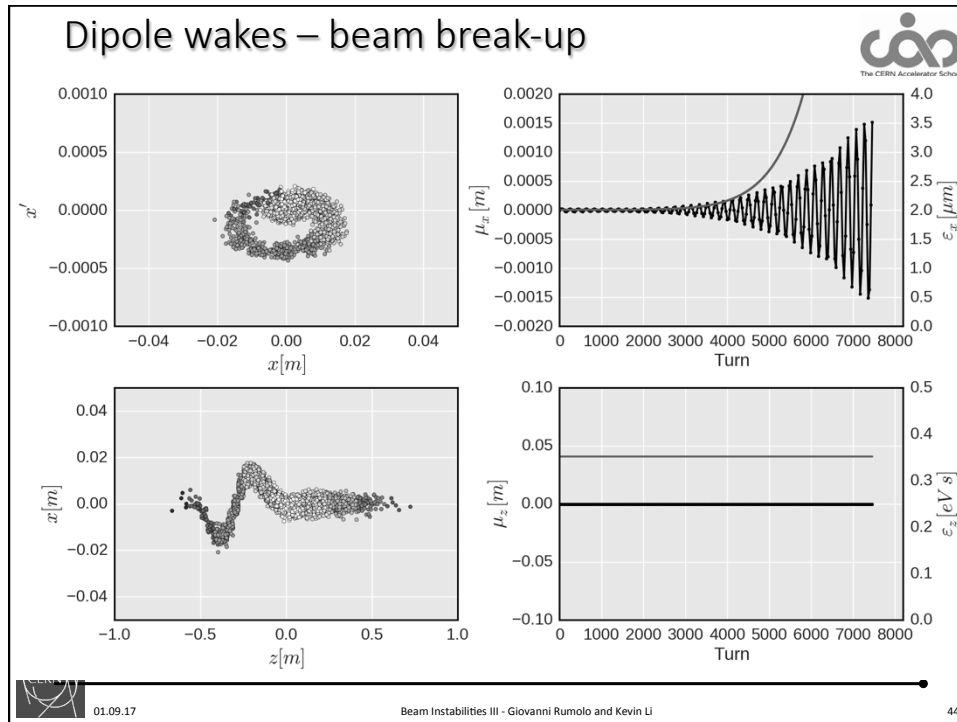 Dipole wakes – beam break-up
The CERN Accelerator School
0.0010
0.0005
0.0000
−0.0005
−0.0010
x′
−0.04 −0.02 0.00 0.02 0.04
x[m]
0.0020
0.0015
0.0010
0.0005
0.0000
−0.0005
−0.0010
−0.0015
−0.0020
μx[m]
4.0
3.5
3.0
2.5
2.0
1.5
1.0
0.5
0.0
εx[μm]
0 1000 2000 3000 4000 5000 6000 7000 8000
Turn
0.04
0.02
0.00
−0.02
−0.04
x[m]
−1.0 −0.5 0.0 0.5 1.0
z[m]
0.10
0.05
0.00
−0.05
−0.10
μz[m]
0.5
0.4
0.3
0.2
0.1
0.0
εz[eV s]
0 1000 2000 3000 4000 5000 6000 7000 8000
Turn
CERN
01.09.17 Beam Instabilities III - Giovanni Rumolo and Kevin Li 44